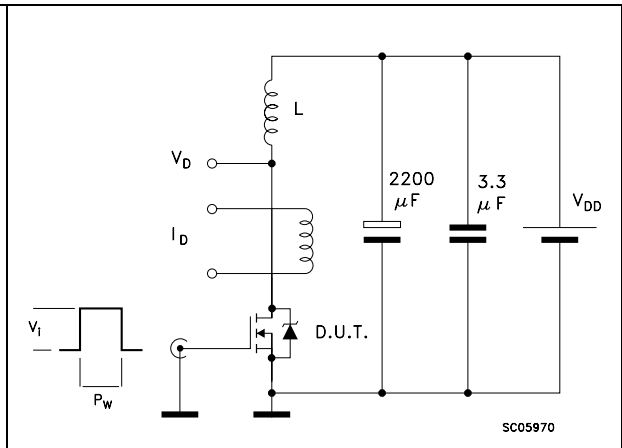 L
V_D
2200
μF
3.3
μF
V_DD
I_D
V_i
D.U.T.
P_W
SC05970